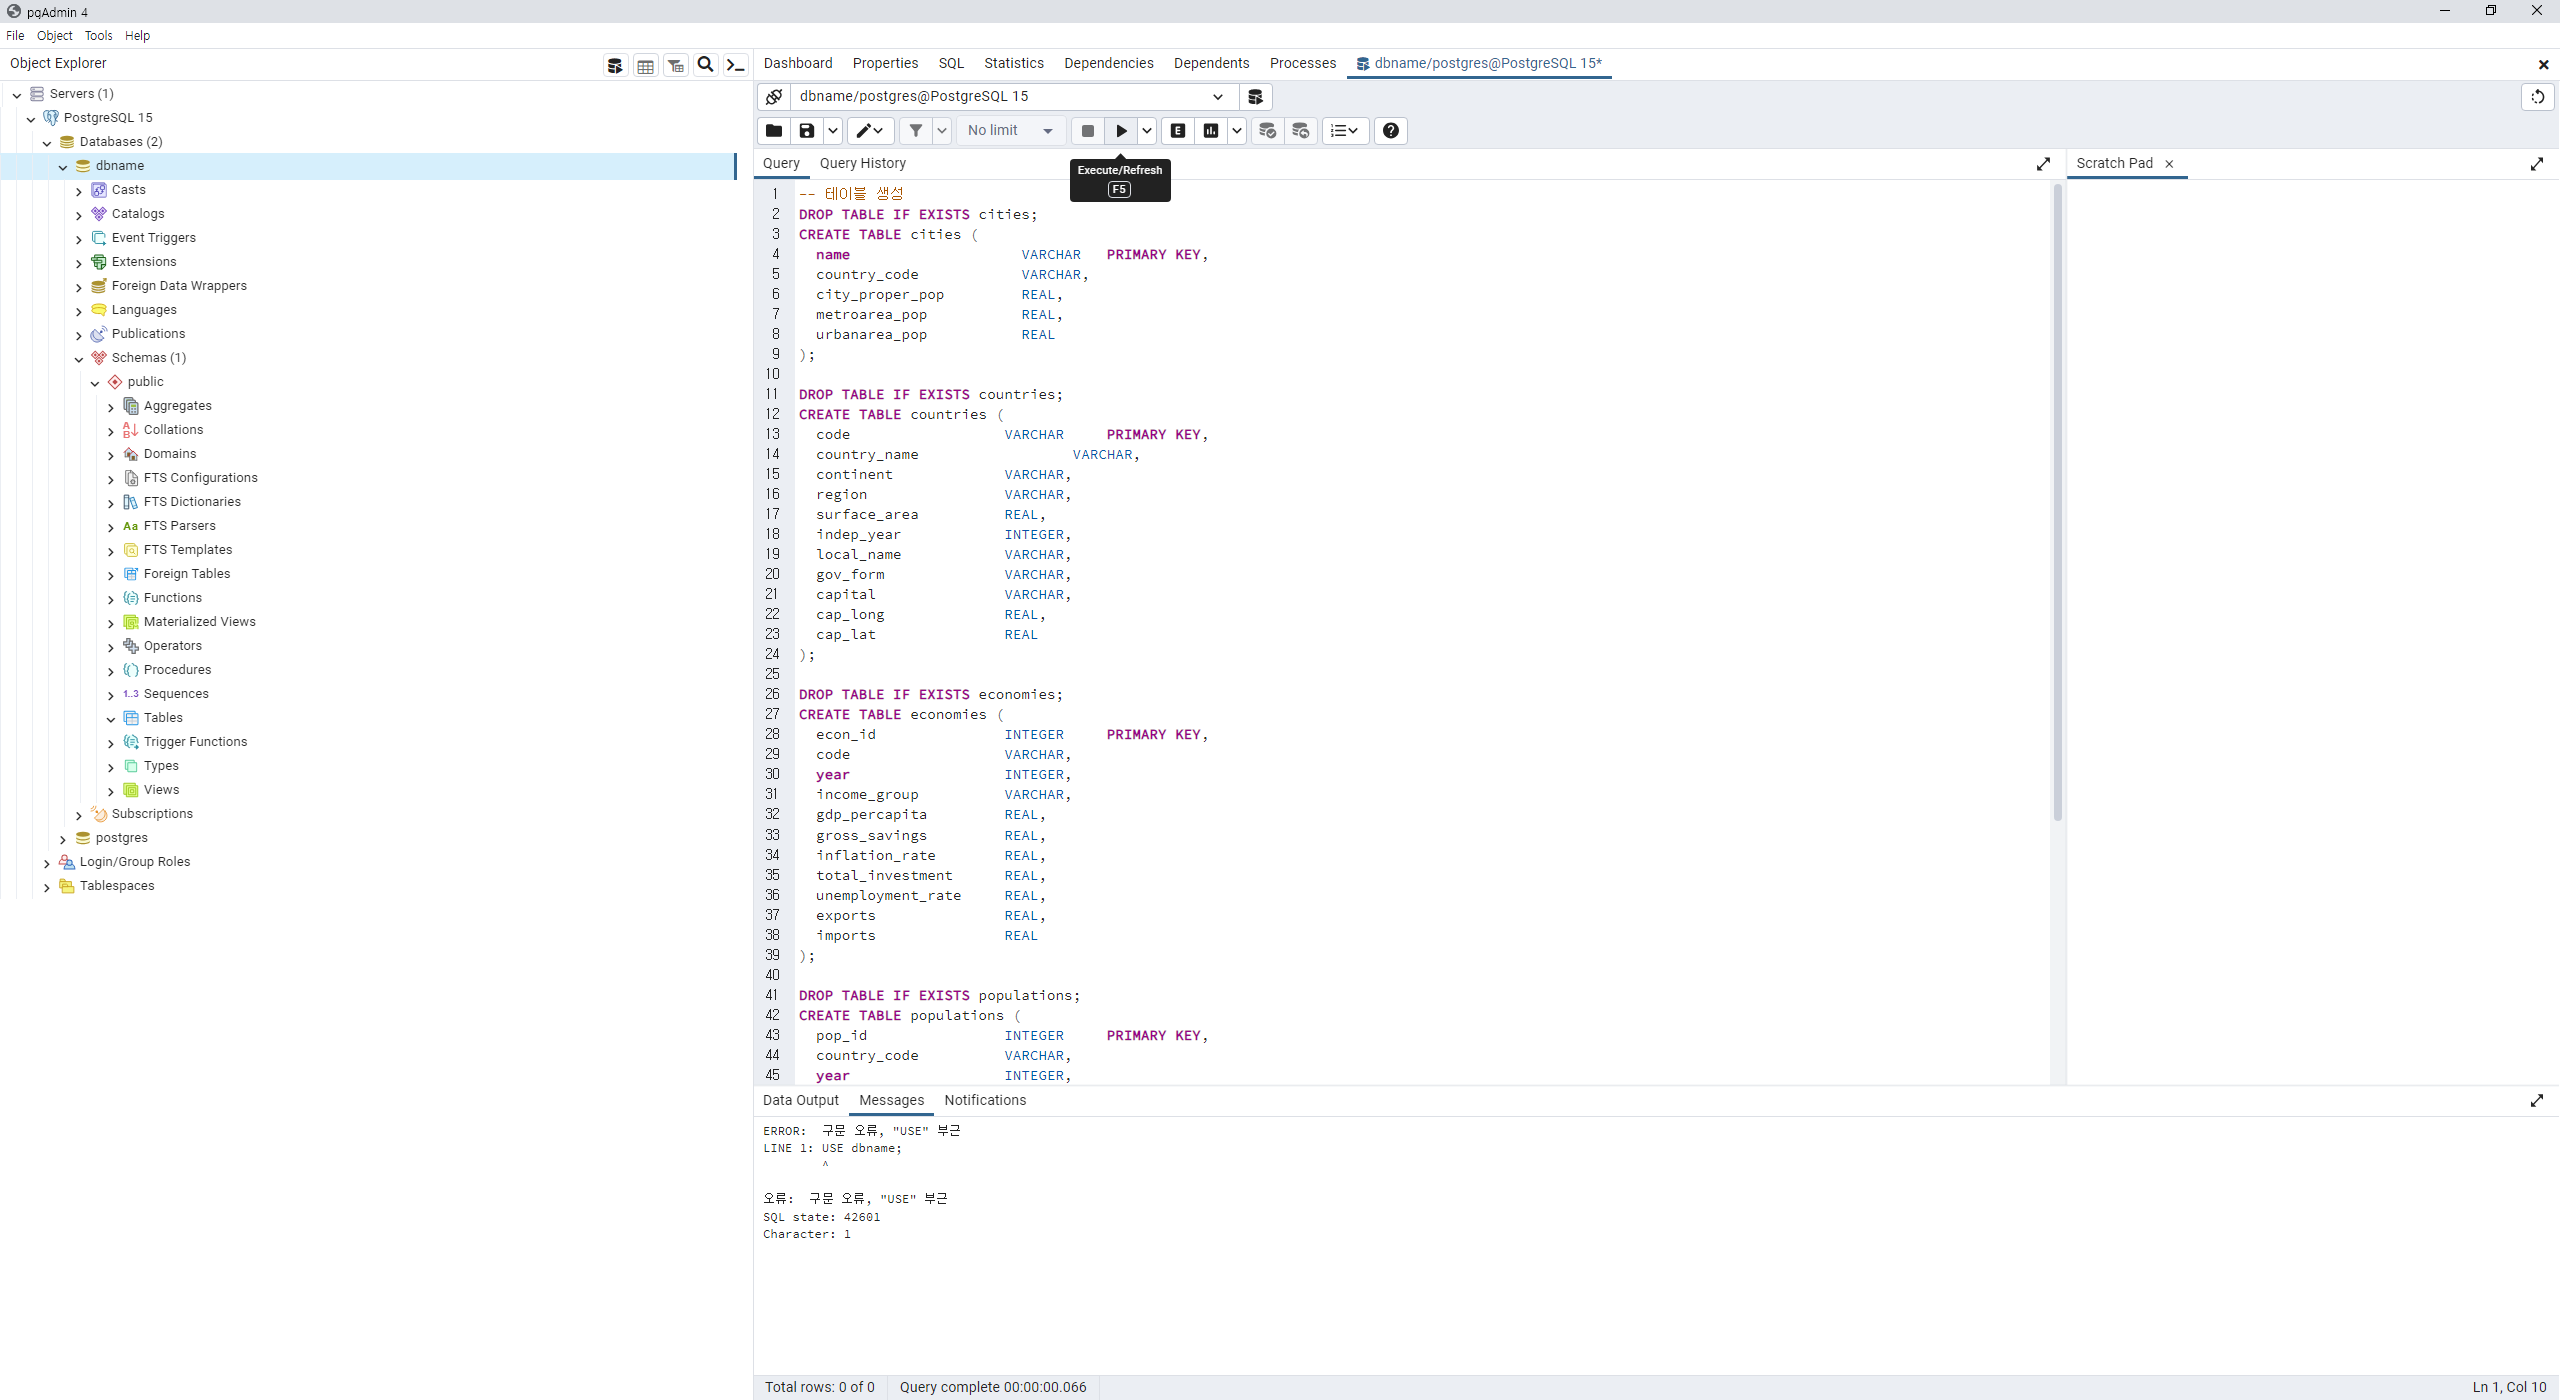 pgAdmin 4
File Object Tools Help
Object Explorer
Servers (1)
PostgreSQL 15
Databases (2)
dbname
Casts
Catalogs
Event Triggers
Extensions
Foreign Data Wrappers
Languages
Publications
Schemas (1)
public
Aggregates
Collations
Domains
FTS Configurations
FTS Dictionaries
Aa FTS Parsers
FTS Templates
Foreign Tables
Functions
Materialized Views
Operators
Procedures
1..3 Sequences
Tables
Trigger Functions
Types
Views
Subscriptions
postgres
Login/Group Roles
Tablespaces
Dashboard Properties SQL Statistics Dependencies Dependents Processes dbname/postgres@PostgreSQL 15*
dbname/postgres@PostgreSQL 15
No limit
E
Query Query History
Execute/Refresh
F5
Scratch Pad
1 -- 테이블 생성
2 DROP TABLE IF EXISTS cities;
3 CREATE TABLE cities (
4 name VARCHAR PRIMARY KEY,
5 country_code VARCHAR,
6 city_proper_pop REAL,
7 metroarea_pop REAL,
8 urbanarea_pop REAL
9 );
10
11 DROP TABLE IF EXISTS countries;
12 CREATE TABLE countries (
13 code VARCHAR PRIMARY KEY,
14 country_name VARCHAR,
15 continent VARCHAR,
16 region VARCHAR,
17 surface_area REAL,
18 indep_year INTEGER,
19 local_name VARCHAR,
20 gov_form VARCHAR,
21 capital VARCHAR,
22 cap_long REAL,
23 cap_lat REAL
24 );
25
26 DROP TABLE IF EXISTS economies;
27 CREATE TABLE economies (
28 econ_id INTEGER PRIMARY KEY,
29 code VARCHAR,
30 year INTEGER,
31 income_group VARCHAR,
32 gdp_percapita REAL,
33 gross_savings REAL,
34 inflation_rate REAL,
35 total_investment REAL,
36 unemployment_rate REAL,
37 exports REAL,
38 imports REAL
39 );
40
41 DROP TABLE IF EXISTS populations;
42 CREATE TABLE populations (
43 pop_id INTEGER PRIMARY KEY,
44 country_code VARCHAR,
45 year INTEGER,
Data Output Messages Notifications
ERROR: 구문 오류, "USE" 부근
LINE 1: USE dbname;
^
오류: 구문 오류, "USE" 부근
SQL state: 42601
Character: 1
Total rows: 0 of 0 Query complete 00:00:00.066 Ln 1, Col 10